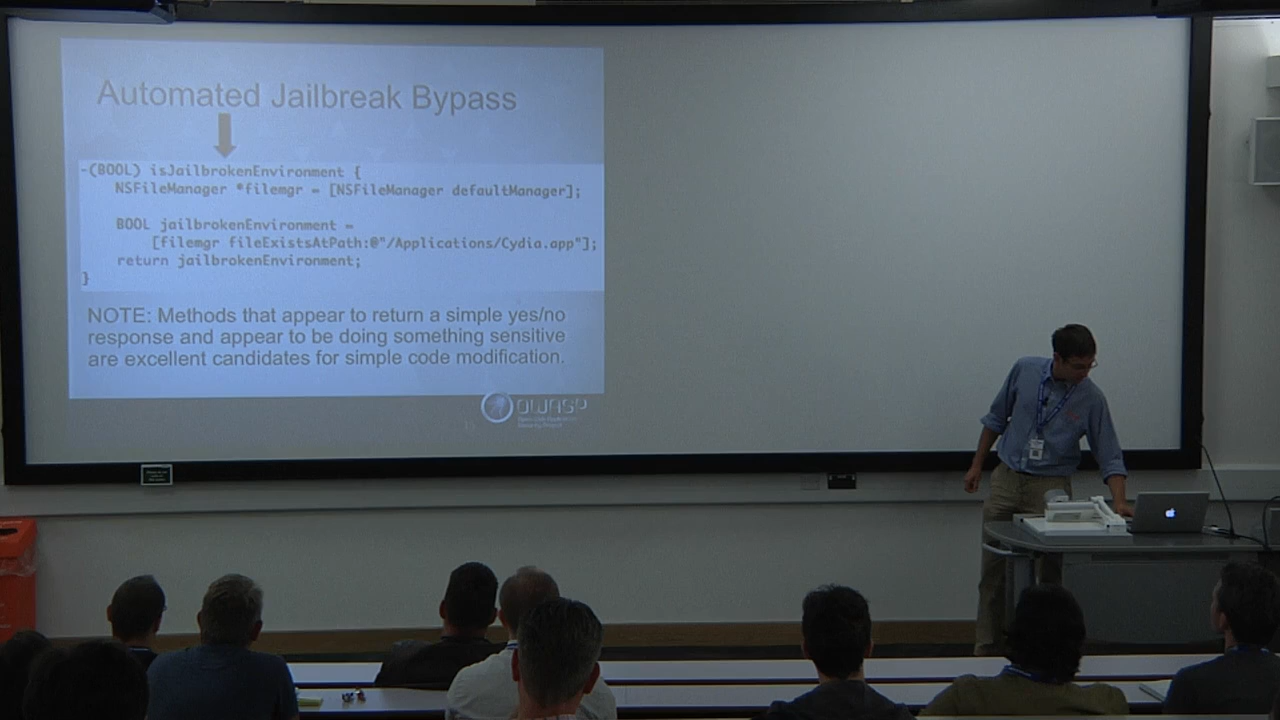 Automated Jailbreak Bypass
-(BOOL) isJailbrokenEnvironment {
NSFileManager *filemgr = [NSFileManager defaultManager];
BOOL jailbrokenEnvironment =
[filemgr fileExistsAtPath:@"/Applications/Cydia.app"];
return jailbrokenEnvironment;
}
NOTE: Methods that appear to return a simple yes/no
response and appear to be doing something sensitive
are excellent candidates for simple code modification.
OWASP